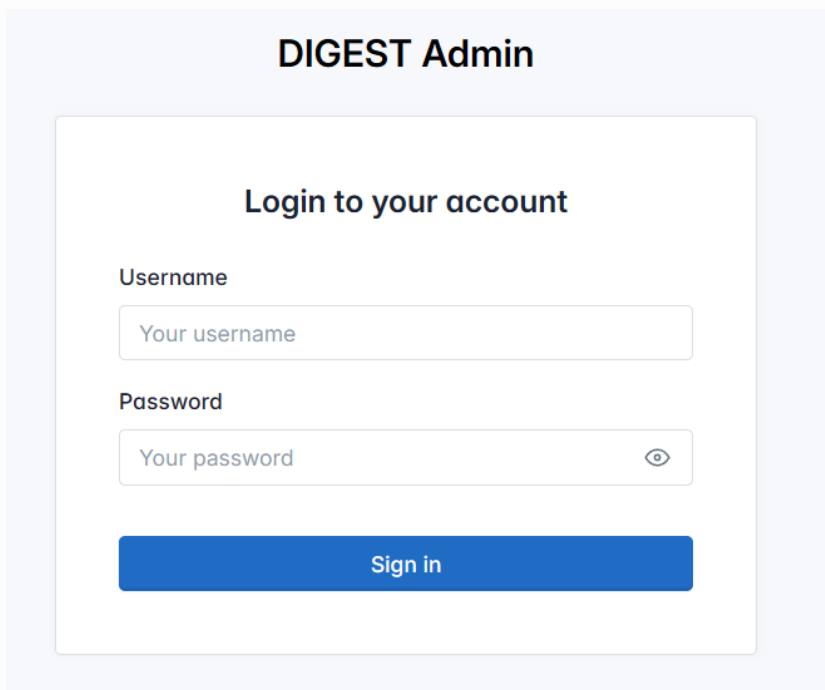 DIGEST Admin
Login to your account
Username
Your username
Password
Your password
Sign in